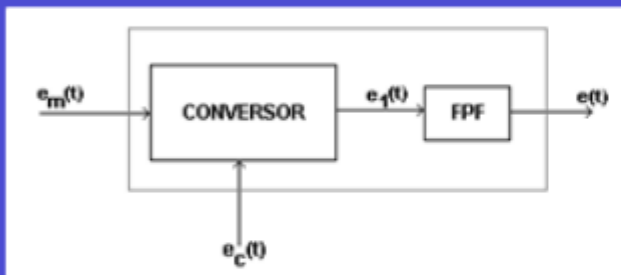 e_m(t)
CONVERSOR
e_1(t)
FPF
e(t)
e_c(t)